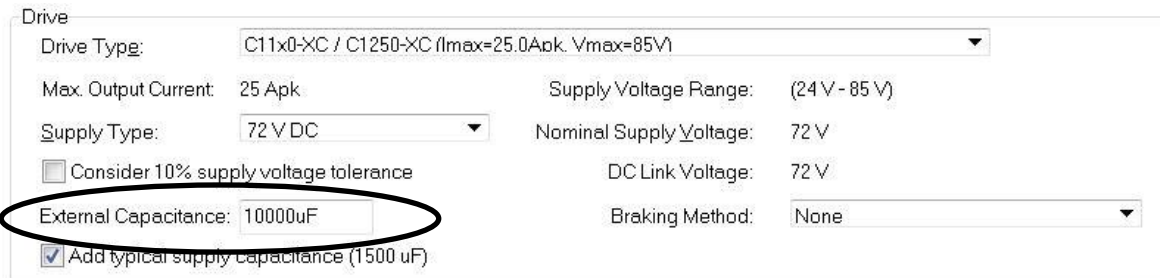 Drive
Drive Type: C11x0-XC / C1250-XC (Imax=25.0Apk, Vmax=85V)
Max. Output Current: 25 Apk Supply Voltage Range: (24 V - 85 V)
Supply Type: 72 V DC Nominal Supply Voltage: 72 V
Consider 10% supply voltage tolerance DC Link Voltage: 72 V
External Capacitance: 10000uF Braking Method: None
Add typical supply capacitance (1500 uF)